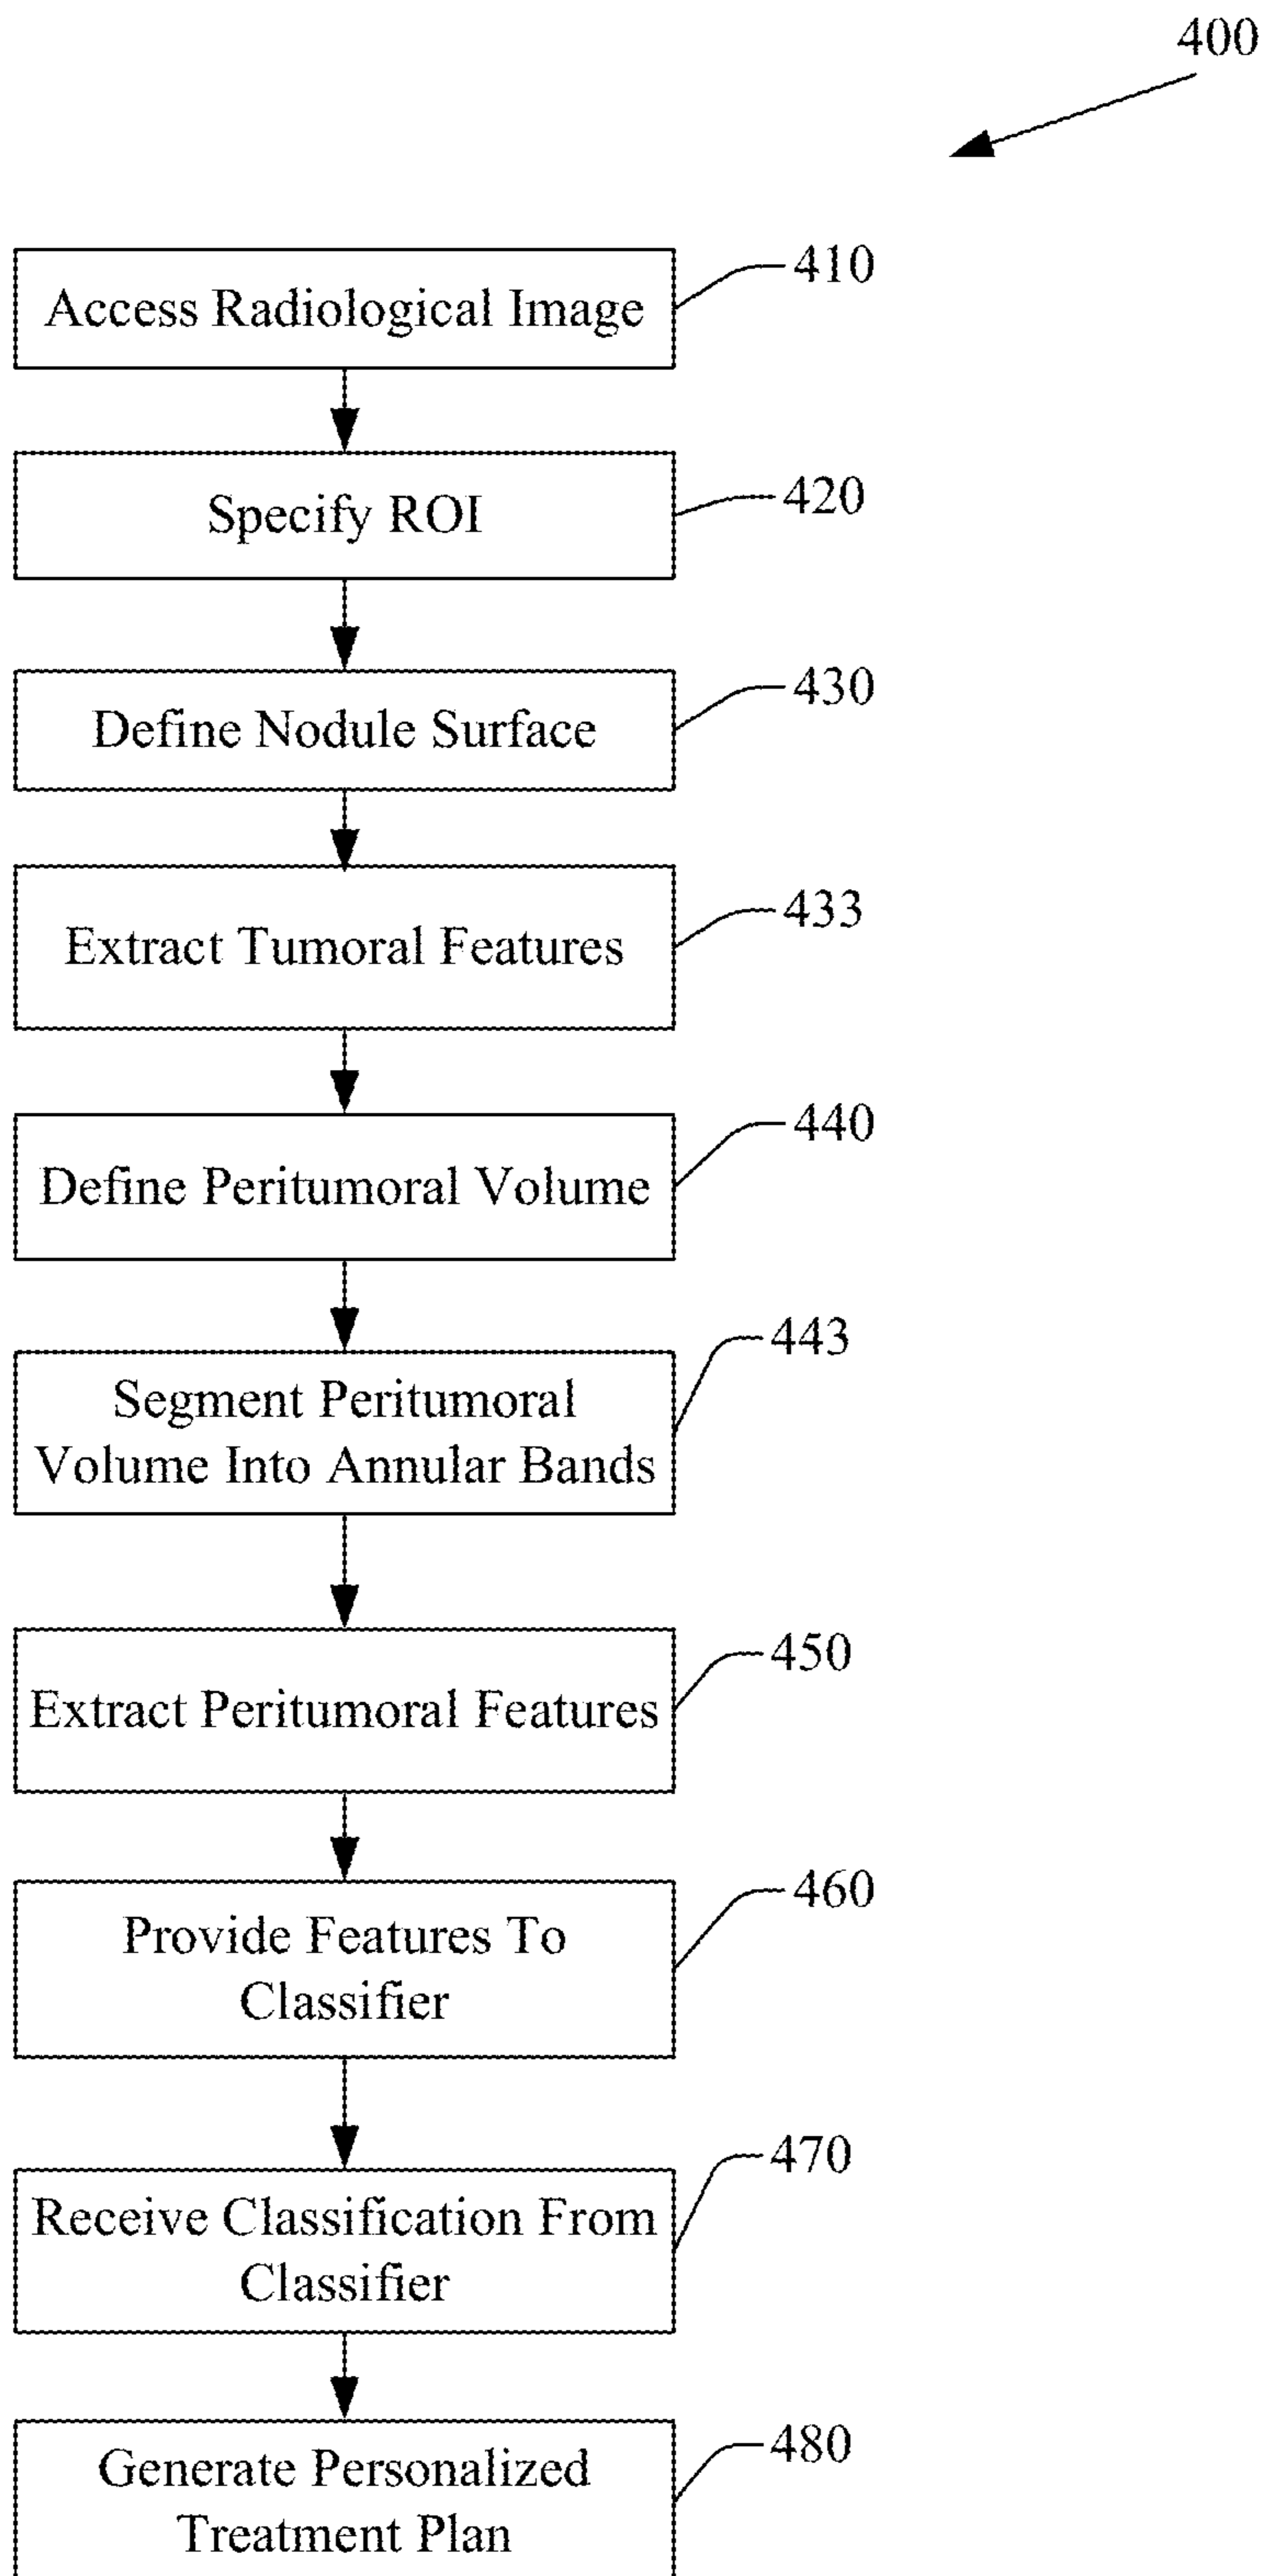 400
Access Radiological Image
410
Specify ROI
420
Define Nodule Surface
430
Extract Tumoral Features
433
Define Peritumoral Volume
440
Segment Peritumoral
Volume Into Annular Bands
443
Extract Peritumoral Features
450
Provide Features To
Classifier
460
Receive Classification From
Classifier
470
Generate Personalized
Treatment Plan
480